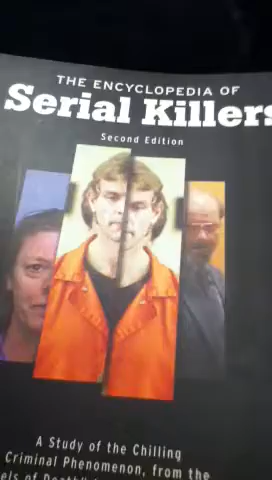 THE ENCYCLOPEDIA OF
Serial Killers
Second Edition
A Study of the Chilling
Criminal Phenomenon, from the